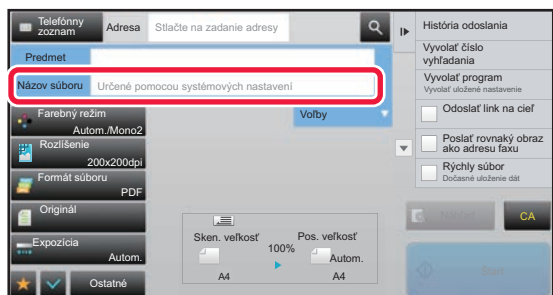 Telefónny
zoznam
Adresa
Stlačte na zadanie adresy
Predmet
Názov súboru
Určené pomocou systémových nastavení
Farebný režim
Autom./Mono2
Rozlíšenie
200x200dpi
Formát súboru
PDF
Originál
Expozícia
Autom.
Ostatné
Voľby
Sken. veľkosť
100%
Pos. veľkosť
A4
Autom.
A4
História odoslania
Vyvolať číslo
vyhľadania
Vyvolať program
Vyvolať uložené nastavenie
Odoslať link na cieľ
Poslať rovnaký obraz
ako adresu faxu
Rýchly súbor
Dočasné uloženie dát
CA
Štart